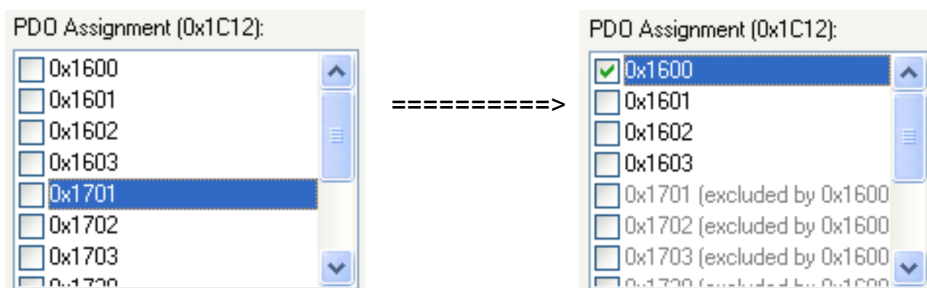 PDO Assignment (0x1C12):
0x1600
0x1601
0x1602
0x1603
0x1701
0x1702
0x1703
==========>
PDO Assignment (0x1C12):
0x1600
0x1601
0x1602
0x1603
0x1701 (excluded by 0x1600
0x1702 (excluded by 0x1600
0x1703 (excluded by 0x1600